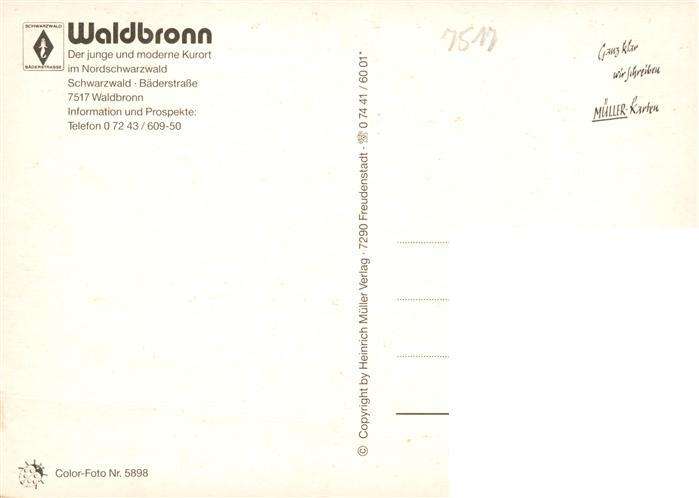 SCHWARZWALD
BÄDERSTRASSE
Waldbronn
Der junge und moderne Kurort
im Nordschwarzwald
Schwarzwald · Bäderstraße
7517 Waldbronn
Information und Prospekte:
Telefon 0 72 43 / 609-50
7517
Ganz klar
wir schreiben
MÜLLER-Karten
© Copyright by Heinrich Müller Verlag · 7290 Freudenstadt · ☏ 0 74 41 / 60 01*
Color-Foto Nr. 5898